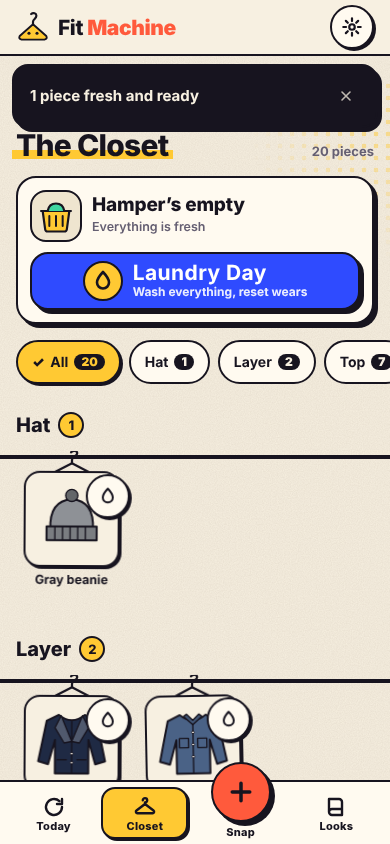 Fit Machine
1 piece fresh and ready
The Closet
20 pieces
Hamper's empty
Everything is fresh
Laundry Day
Wash everything, reset wears
All 20
Hat 1
Layer 2
Top 7
Hat 1
Gray beanie
Layer 2
Today
Closet
Snap
Looks